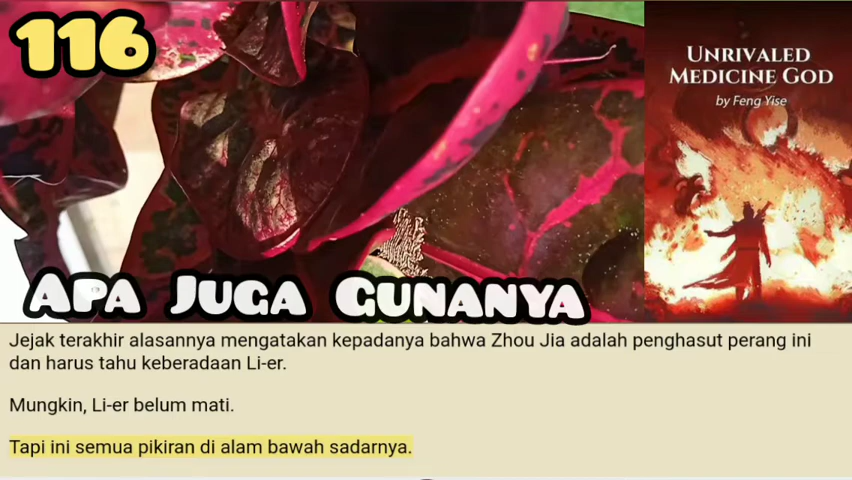 116
UNRIVALED
MEDICINE GOD
by Feng Yise
APA JUGA GUNANYA
Jejak terakhir alasannya mengatakan kepadanya bahwa Zhou Jia adalah penghasut perang ini
dan harus tahu keberadaan Li-er.
Mungkin, Li-er belum mati.
Tapi ini semua pikiran di alam bawah sadarnya.